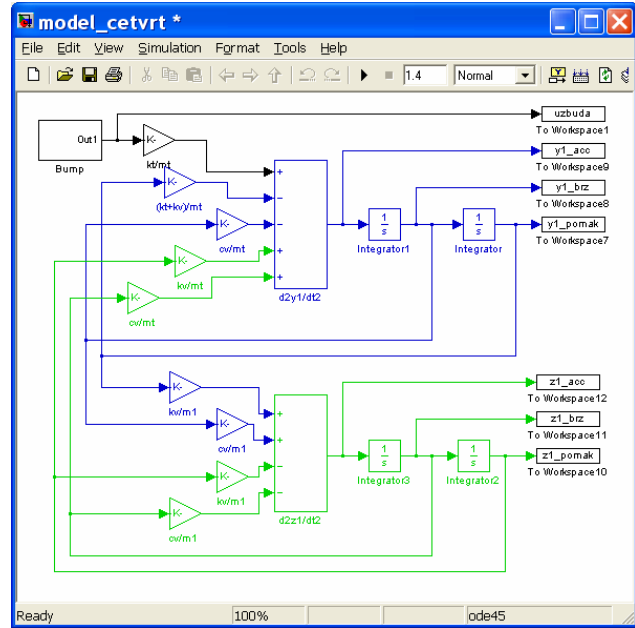 model_cetvrt *
File Edit View Simulation Format Tools Help
1.4 Normal
uzbuda
To Workspace1
Out1
Bump
K-
kt/mt
y1_acc
To Workspace9
K-
(kt+kv)/mt
y1_brz
To Workspace8
K-
cv/mt
y1_pomak
To Workspace7
1
s
Integrator1
1
s
Integrator
K-
kv/mt
K-
cv/mt
+
-
-
+
+
d2y1/dt2
K-
kv/m1
z1_acc
To Workspace12
K-
cv/m1
z1_brz
To Workspace11
K-
kv/m1
z1_pomak
To Workspace10
1
s
Integrator3
1
s
Integrator2
K-
cv/m1
+
+
-
-
d2z1/dt2
Ready 100% ode45